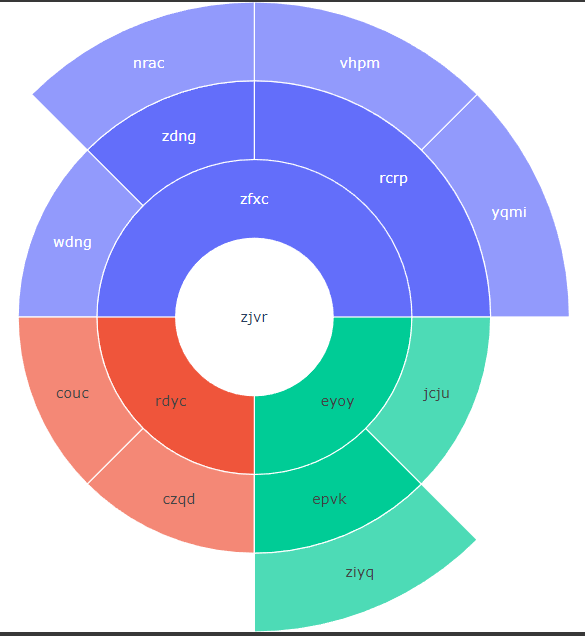 nrac
vhpm
zdng
rcrp
zfxc
yqmi
wdng
zjvr
couc
rdyc
eyoy
jcju
czqd
epvk
ziyq